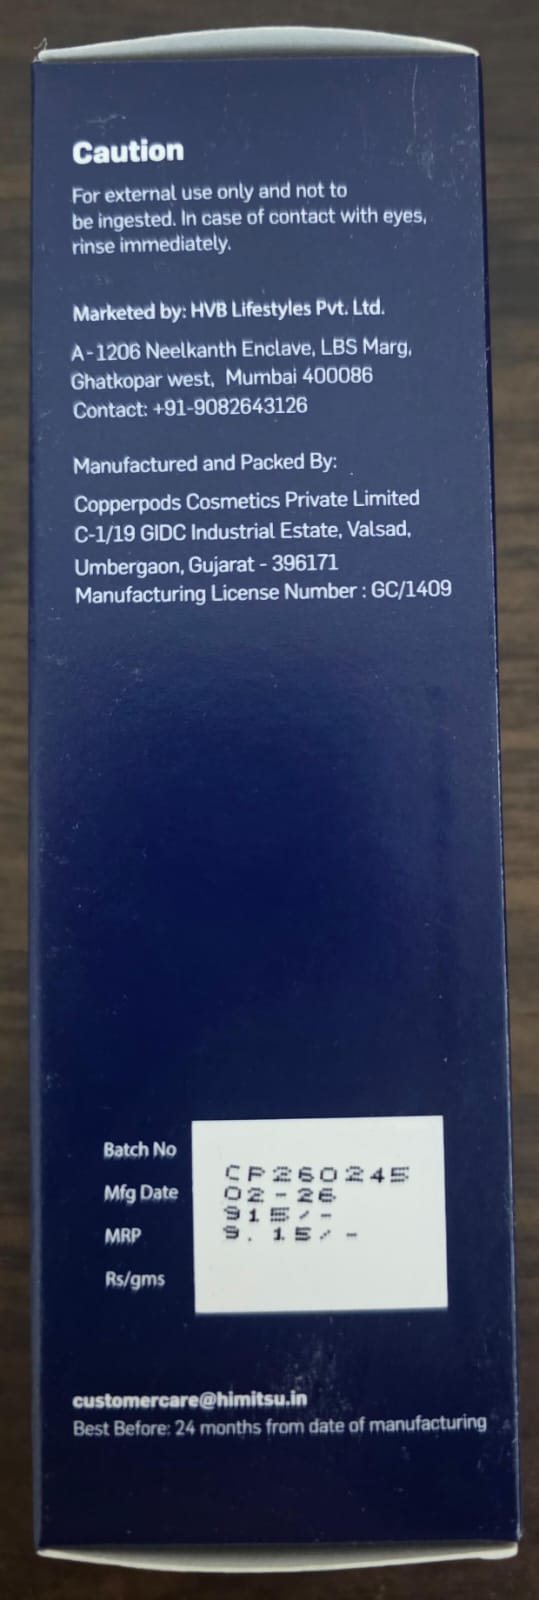 Caution
For external use only and not to
be ingested. In case of contact with eyes,
rinse immediately.
Marketed by: HVB Lifestyles Pvt. Ltd.
A-1206 Neelkanth Enclave, LBS Marg,
Ghatkopar west, Mumbai 400086
Contact: +91-9082643126
Manufactured and Packed By:
Copperpods Cosmetics Private Limited
C-1/19 GIDC Industrial Estate, Valsad,
Umbergaon, Gujarat - 396171
Manufacturing License Number : GC/1409
Batch No CP260245
Mfg Date 02-26
MRP 915/-
Rs/gms 9.15/-
customercare@himitsu.in
Best Before: 24 months from date of manufacturing